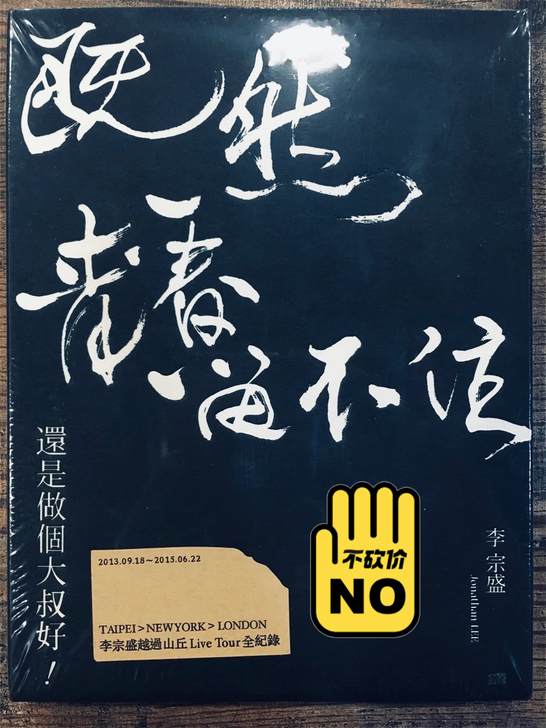 既然
青春
留不住
還是做個大叔好！
2013.09.18～2015.06.22
TAIPEI>NEWYORK>LONDON
李宗盛越過山丘 Live Tour 全紀錄
不砍价
NO
李宗盛
Jonathan LEE